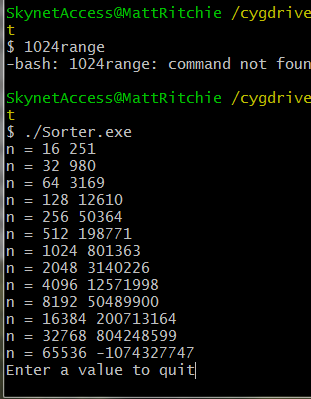 SkynetAccess@MattRitchie /cygdrive
t
$ 1024range
-bash: 1024range: command not foun
SkynetAccess@MattRitchie /cygdrive
t
$ ./Sorter.exe
n = 16 251
n = 32 980
n = 64 3169
n = 128 12610
n = 256 50364
n = 512 198771
n = 1024 801363
n = 2048 3140226
n = 4096 12571998
n = 8192 50489900
n = 16384 200713164
n = 32768 804248599
n = 65536 -1074327747
Enter a value to quit